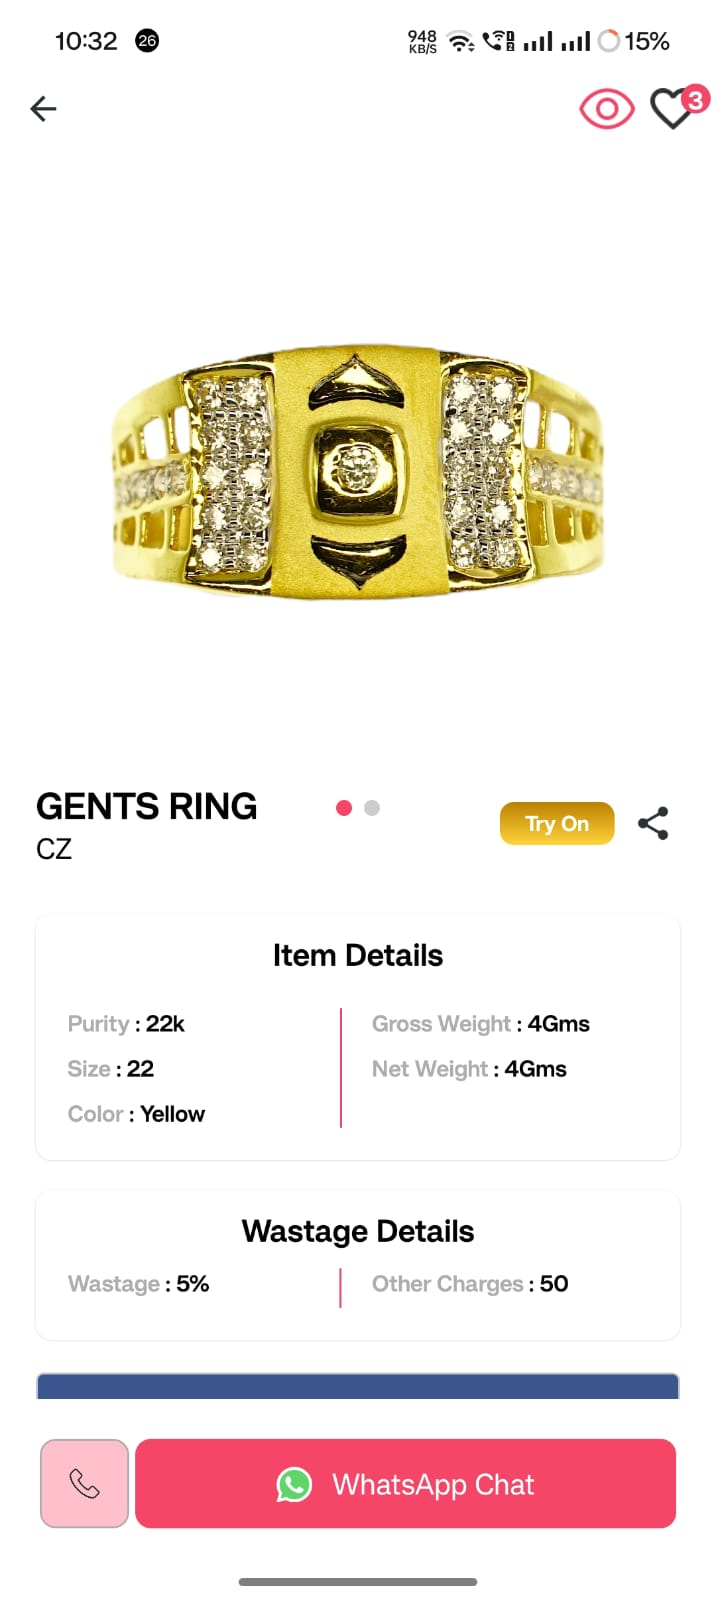 10:32 26 948 KB/S 15%
3
GENTS RING
CZ
Try On
Item Details
Purity : 22k
Gross Weight : 4Gms
Size : 22
Net Weight : 4Gms
Color : Yellow
Wastage Details
Wastage : 5%
Other Charges : 50
WhatsApp Chat